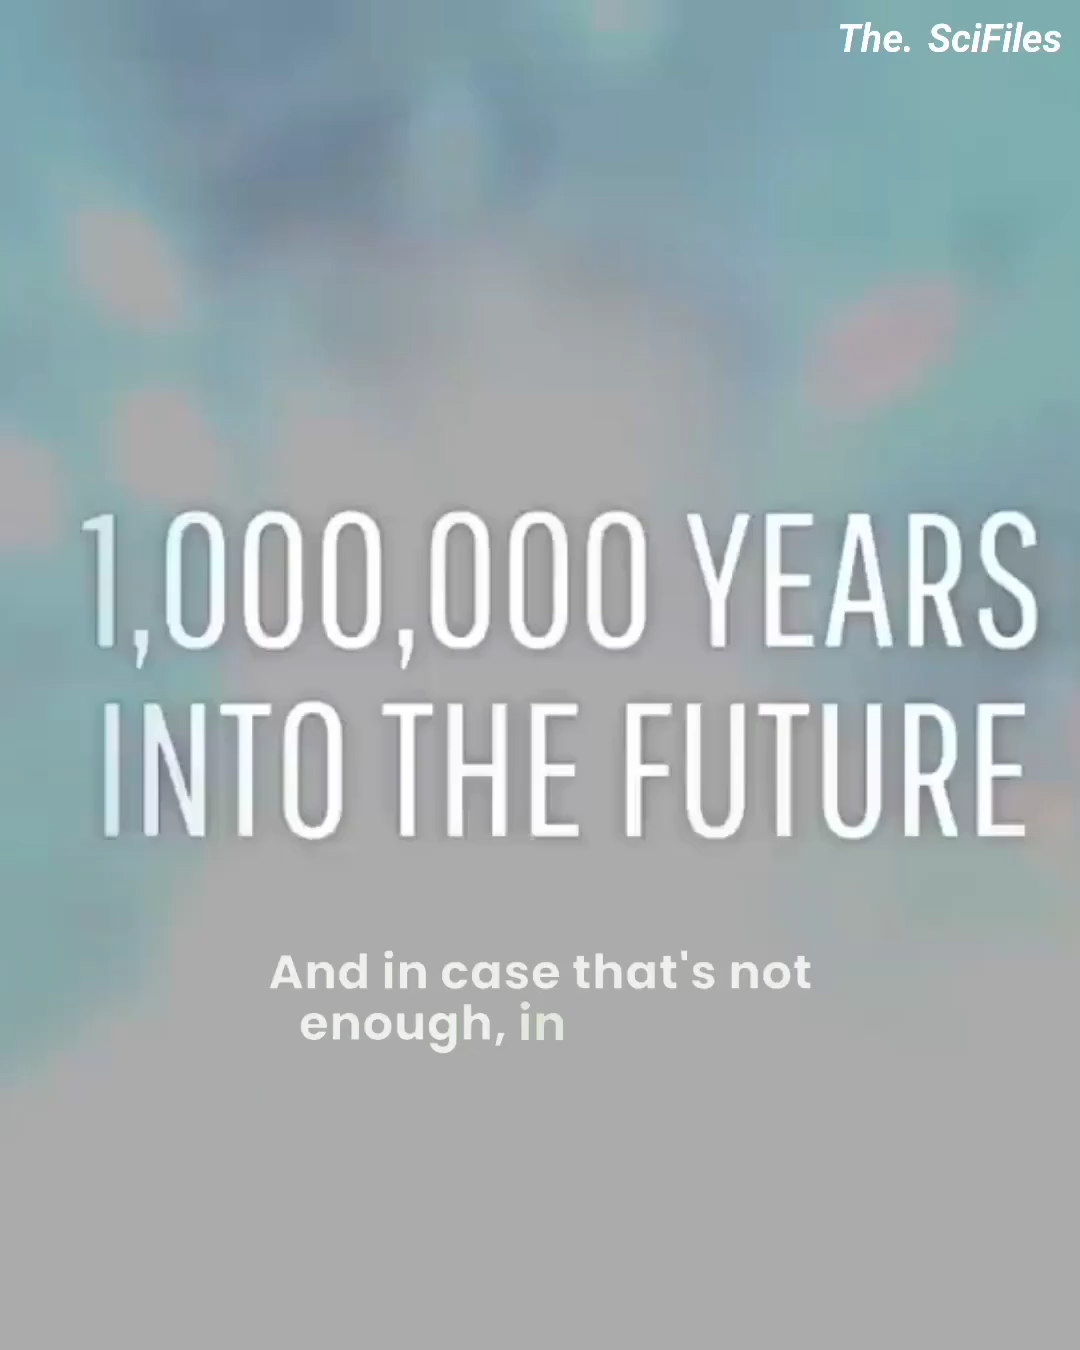 The. SciFiles
1,000,000 YEARS
INTO THE FUTURE
And in case that's not
enough, in